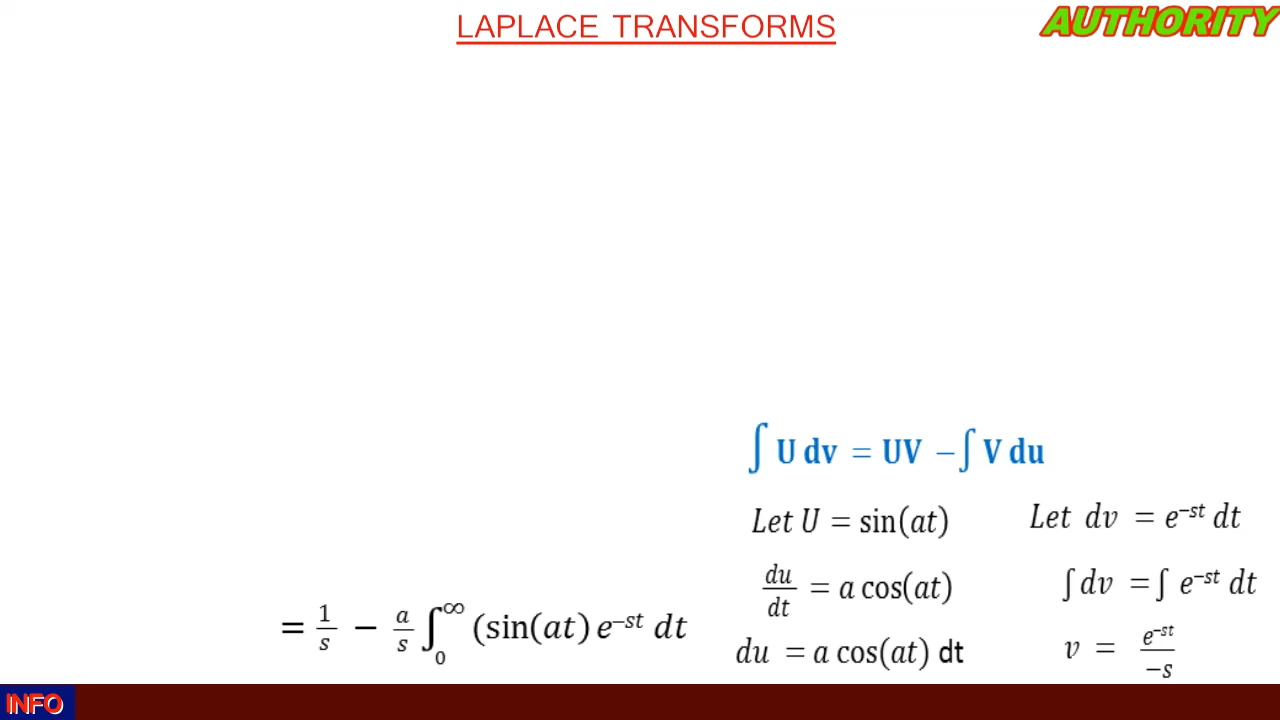 LAPLACE TRANSFORMS
AUTHORITY
∫ U dv = UV − ∫ V du
Let U = sin(at)
Let dv = e^{−st} dt
du/dt = a cos(at)
∫ dv = ∫ e^{−st} dt
= 1/s − a/s ∫_0^∞ (sin(at) e^{−st} dt
du = a cos(at) dt
v = e^{−st}/−s
INFO